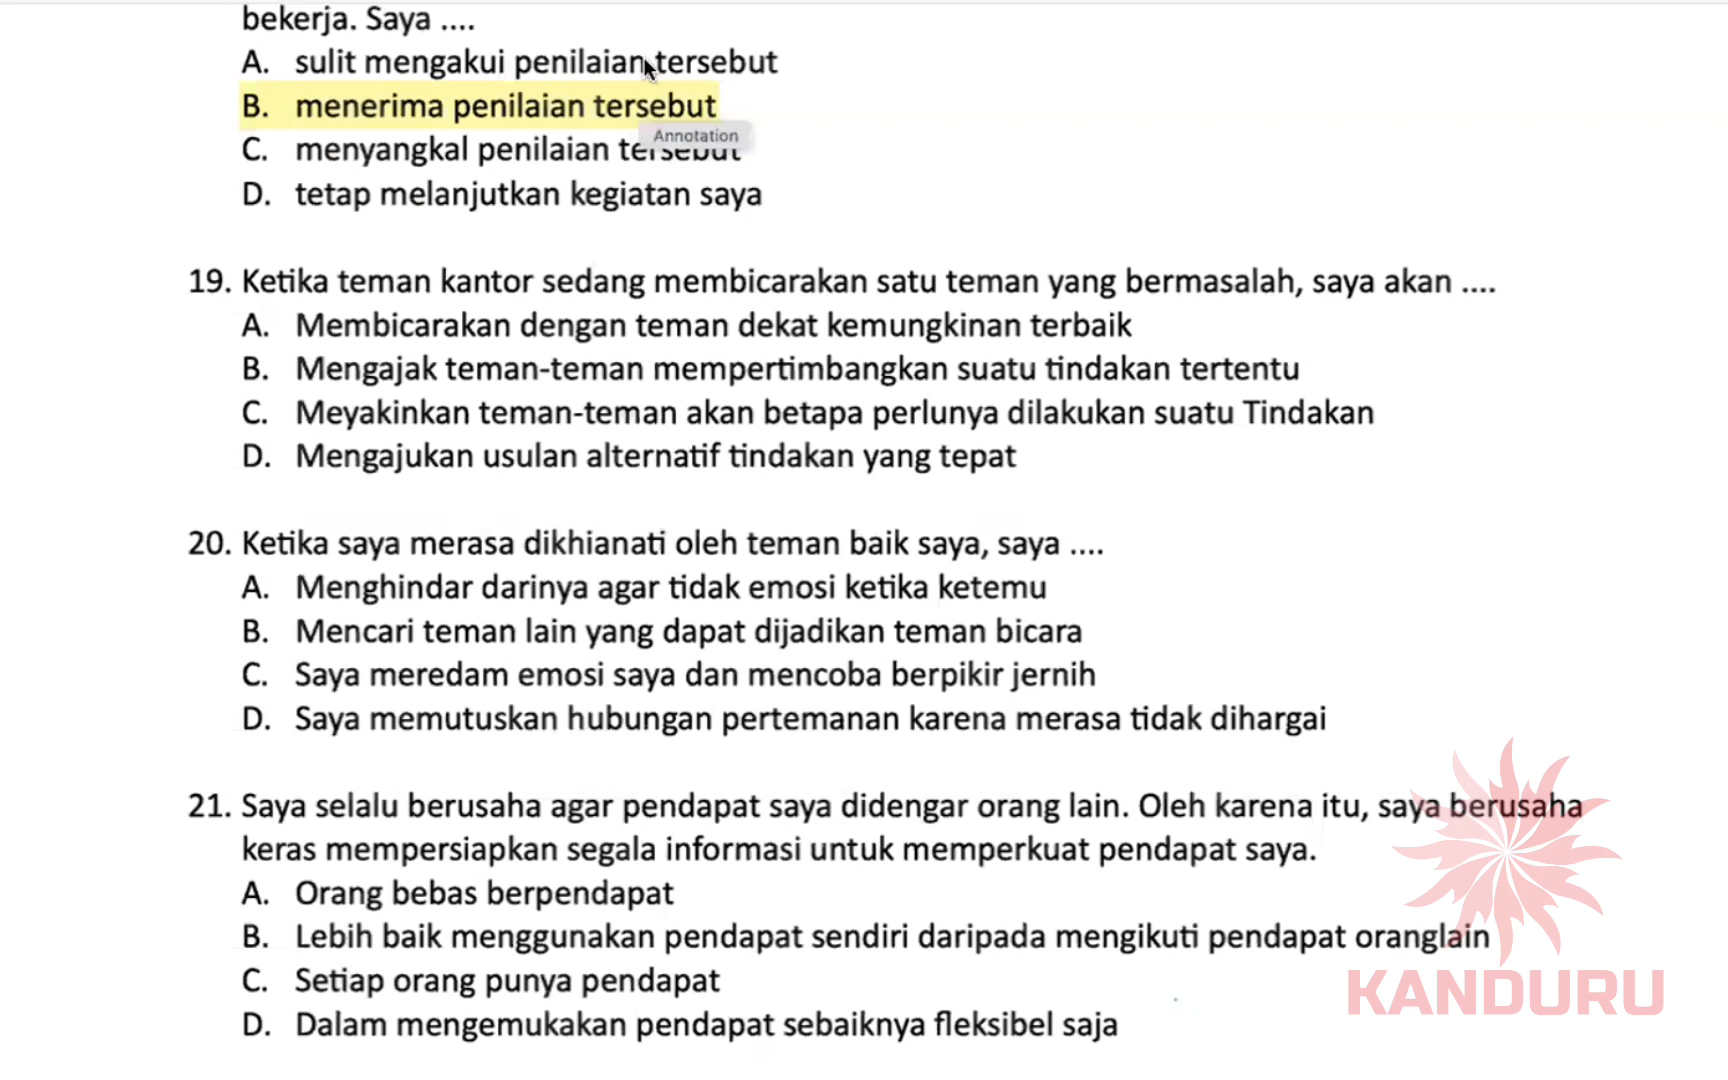 bekerja. Saya ....
A. sulit mengakui penilaian tersebut
B. menerima penilaian tersebut
Annotation
C. menyangkal penilaian tersebut
D. tetap melanjutkan kegiatan saya
19. Ketika teman kantor sedang membicarakan satu teman yang bermasalah, saya akan ....
A. Membicarakan dengan teman dekat kemungkinan terbaik
B. Mengajak teman-teman mempertimbangkan suatu tindakan tertentu
C. Meyakinkan teman-teman akan betapa perlunya dilakukan suatu Tindakan
D. Mengajukan usulan alternatif tindakan yang tepat
20. Ketika saya merasa dikhianati oleh teman baik saya, saya ....
A. Menghindar darinya agar tidak emosi ketika ketemu
B. Mencari teman lain yang dapat dijadikan teman bicara
C. Saya meredam emosi saya dan mencoba berpikir jernih
D. Saya memutuskan hubungan pertemanan karena merasa tidak dihargai
21. Saya selalu berusaha agar pendapat saya didengar orang lain. Oleh karena itu, saya berusaha
keras mempersiapkan segala informasi untuk memperkuat pendapat saya.
A. Orang bebas berpendapat
B. Lebih baik menggunakan pendapat sendiri daripada mengikuti pendapat oranglain
C. Setiap orang punya pendapat
D. Dalam mengemukakan pendapat sebaiknya fleksibel saja
KANDURU